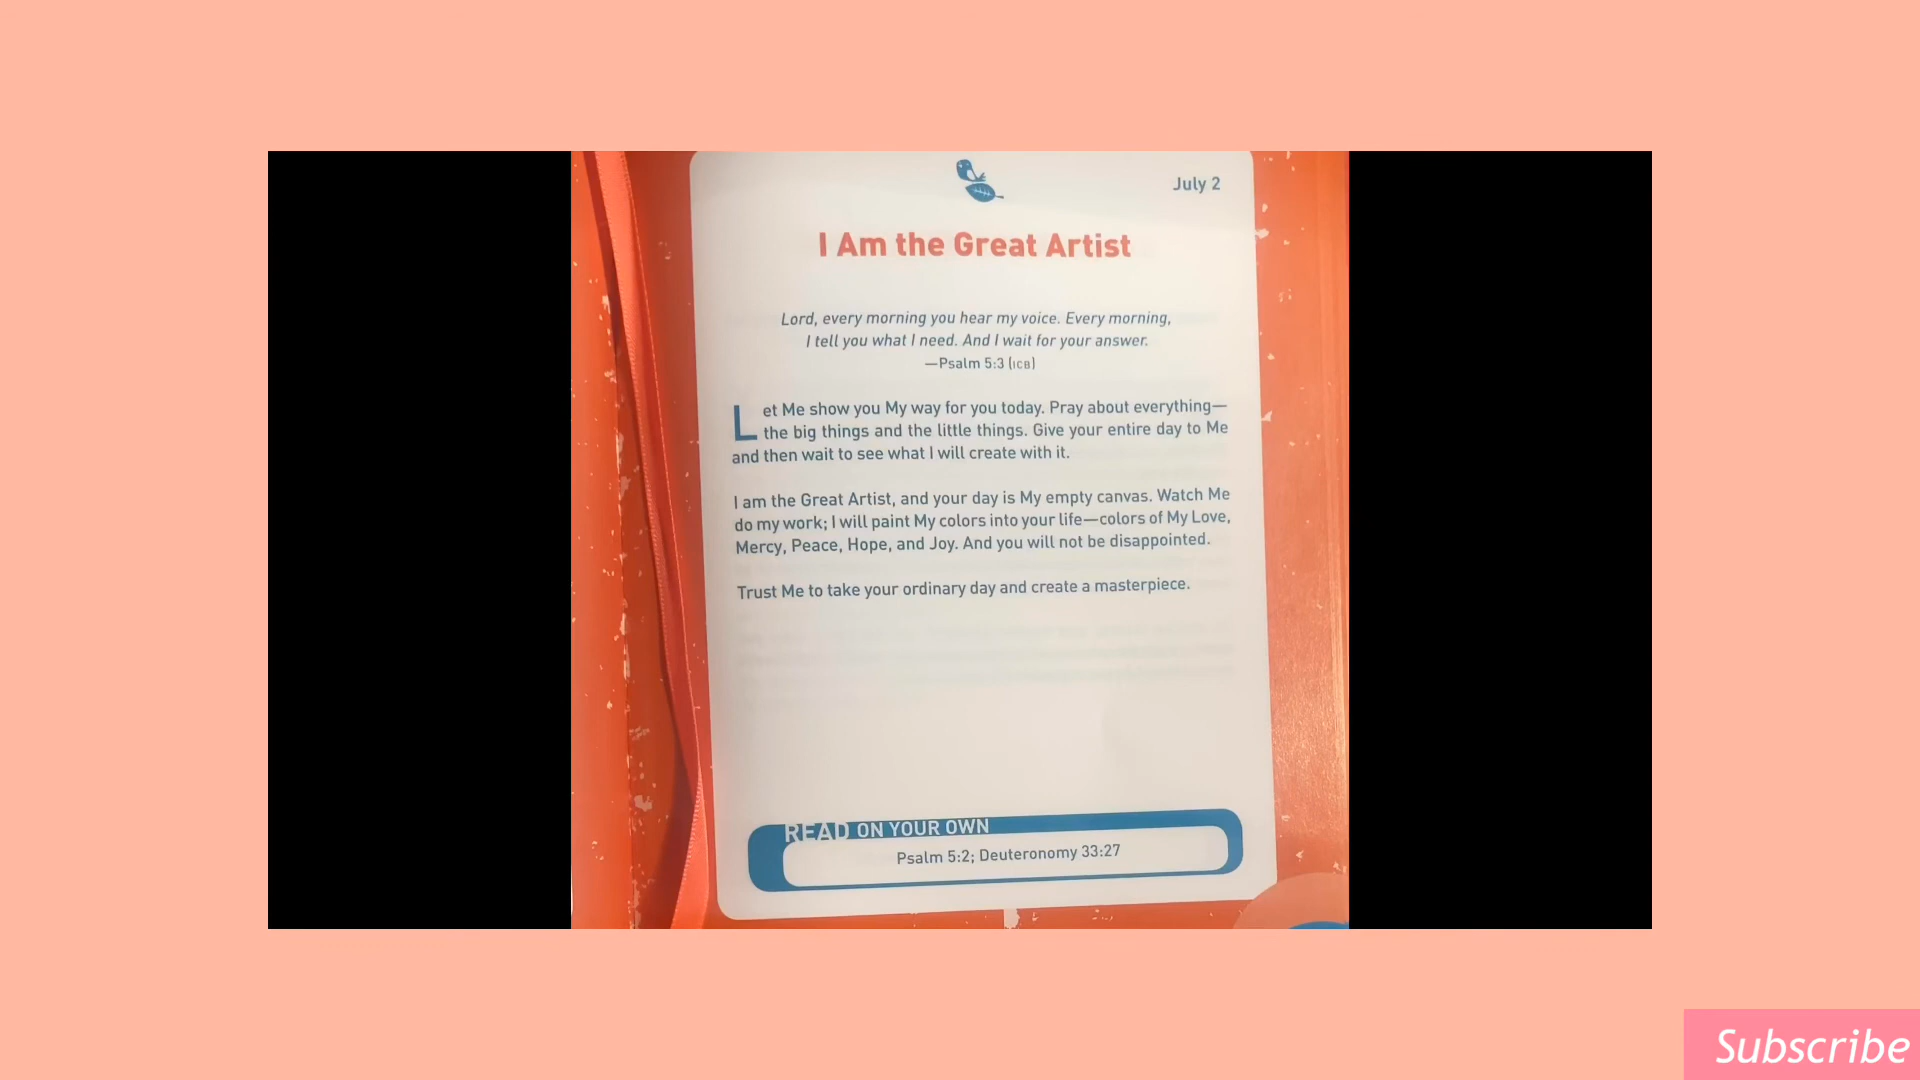 July 2
I Am the Great Artist
Lord, every morning you hear my voice. Every morning,
I tell you what I need. And I wait for your answer.
—Psalm 5:3 (ICB)
Let Me show you My way for you today. Pray about everything—
the big things and the little things. Give your entire day to Me
and then wait to see what I will create with it.
I am the Great Artist, and your day is My empty canvas. Watch Me
do my work; I will paint My colors into your life—colors of My Love,
Mercy, Peace, Hope, and Joy. And you will not be disappointed.
Trust Me to take your ordinary day and create a masterpiece.
READ ON YOUR OWN
Psalm 5:2; Deuteronomy 33:27
Subscribe